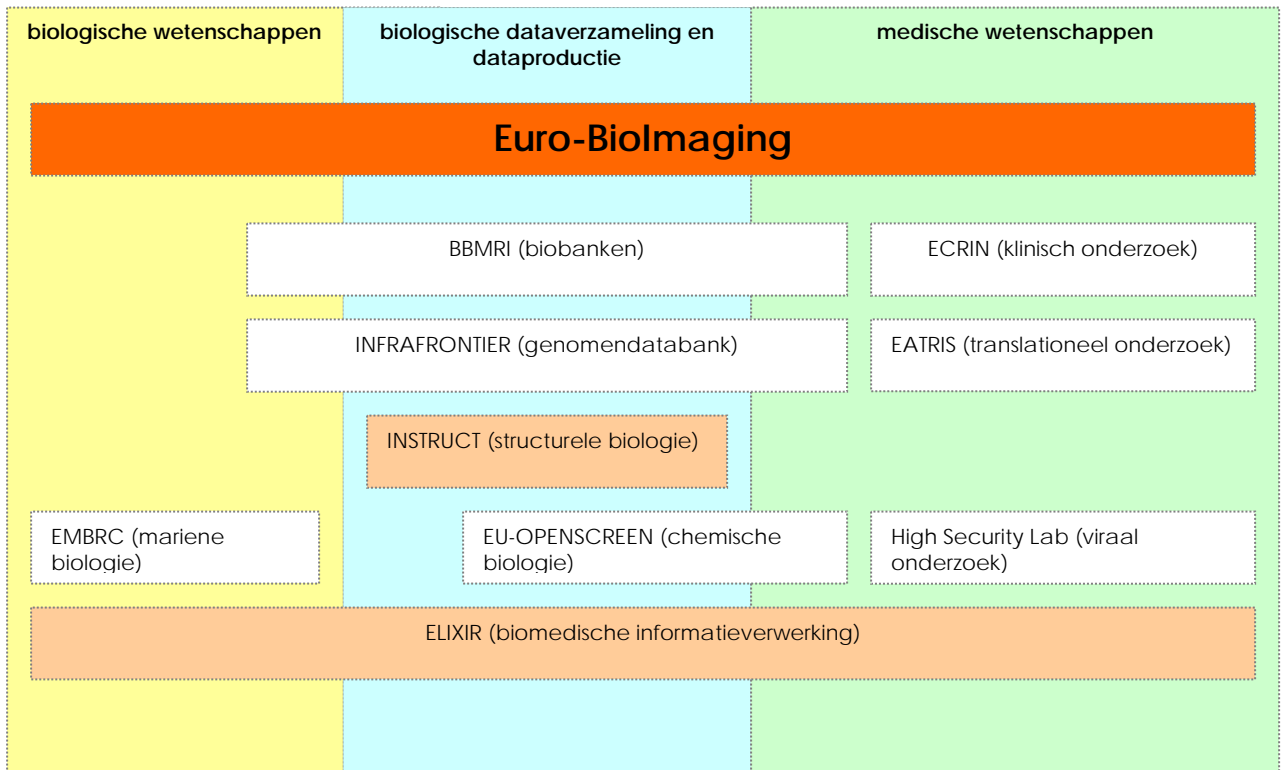 biologische wetenschappen
biologische dataverzameling en
dataproductie
medische wetenschappen
Euro-BioImaging
BBMRI (biobanken)
ECRIN (klinisch onderzoek)
INFRAFRONTIER (genomendatabank)
EATRIS (translationeel onderzoek)
INSTRUCT (structurele biologie)
EMBRC (mariene
biologie)
EU-OPENSCREEN (chemische
biologie)
High Security Lab (viraal
onderzoek)
ELIXIR (biomedische informatieverwerking)